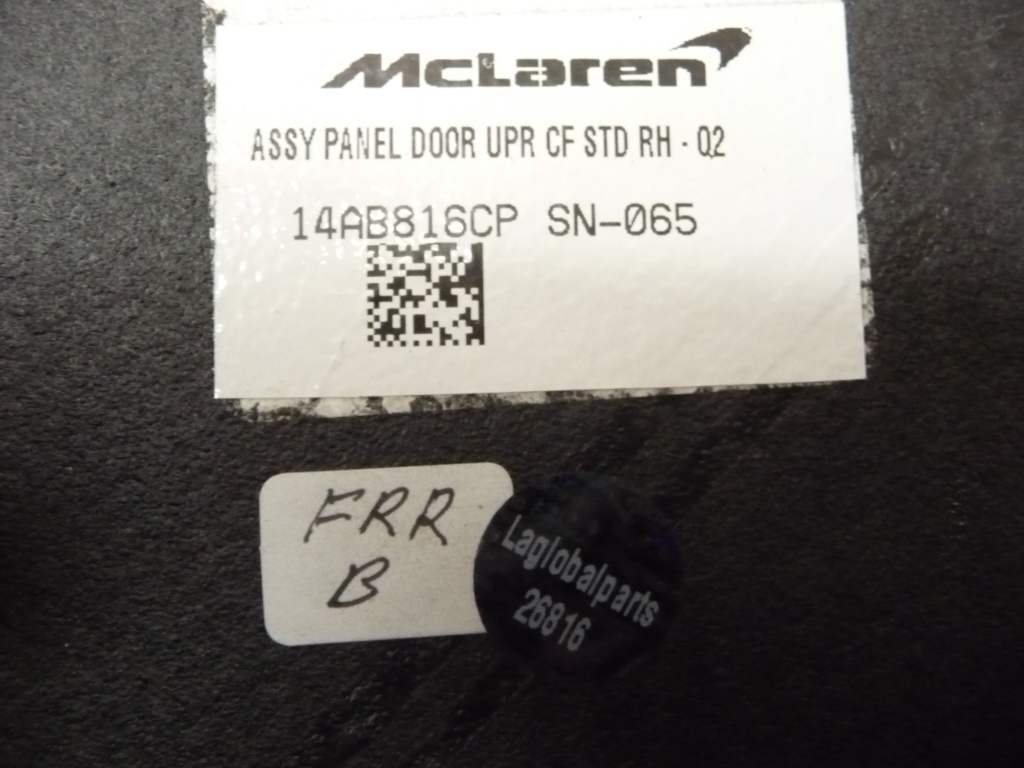 McLaren
ASSY PANEL DOOR UPR CF STD RH - Q2
14AB816CP SN-065
FRR
B
Laglobalparts
26816